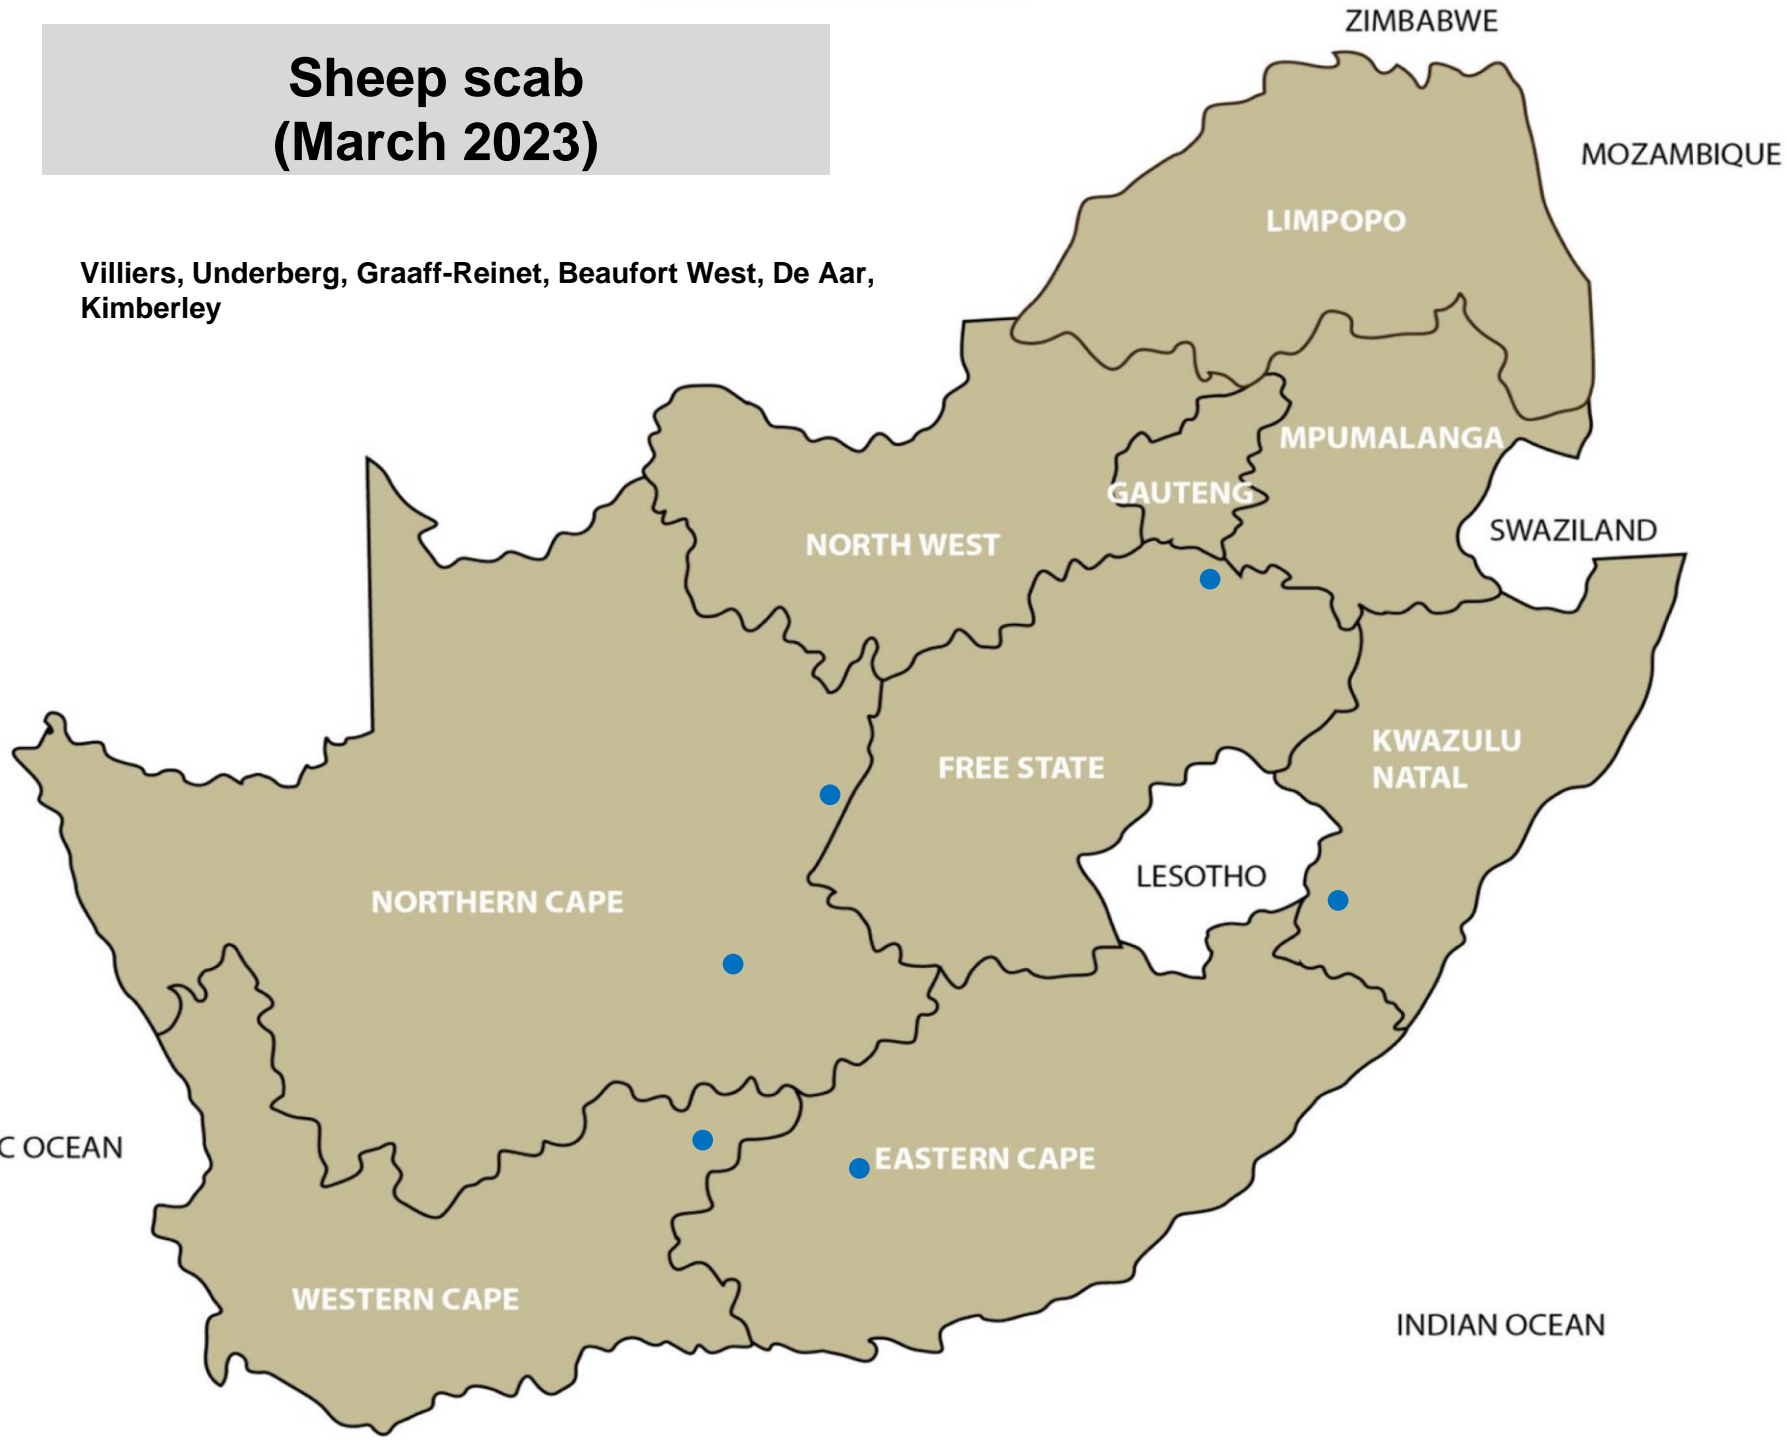 Sheep scab
(March 2023)
Villiers, Underberg, Graaff-Reinet, Beaufort West, De Aar,
Kimberley
ZIMBABWE
MOZAMBIQUE
LIMPOPO
MPUMALANGA
GAUTENG
SWAZILAND
NORTH WEST
KWAZULU
NATAL
FREE STATE
LESOTHO
NORTHERN CAPE
C OCEAN
EASTERN CAPE
WESTERN CAPE
INDIAN OCEAN